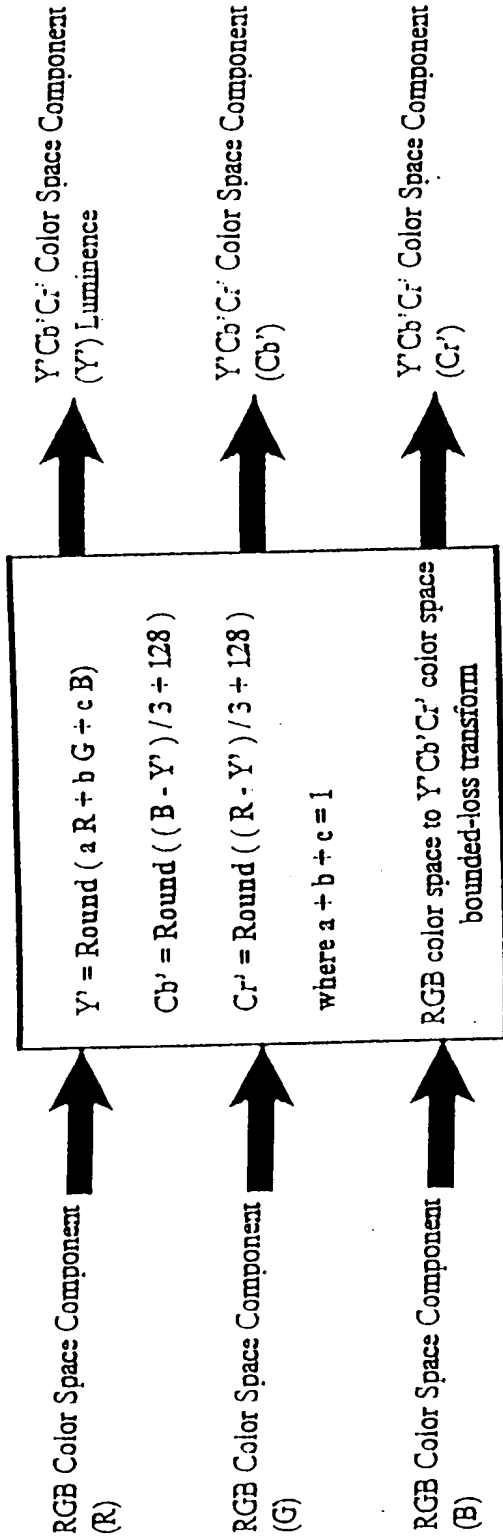 RGB Color Space Component
(R)
RGB Color Space Component
(G)
RGB Color Space Component
(B)
Y' = Round ( a R + b G + c B)
Cb' = Round ( ( B - Y' ) / 3 + 128 )
Cr' = Round ( ( R - Y' ) / 3 + 128 )
where a + b + c = 1
RGB color space to Y'Cb'Cr' color space
bounded-loss transform
Y'Cb'Cr' Color Space Component
(Y') Luminence
Y'Cb'Cr' Color Space Component
(Cb')
Y'Cb'Cr' Color Space Component
(Cr')